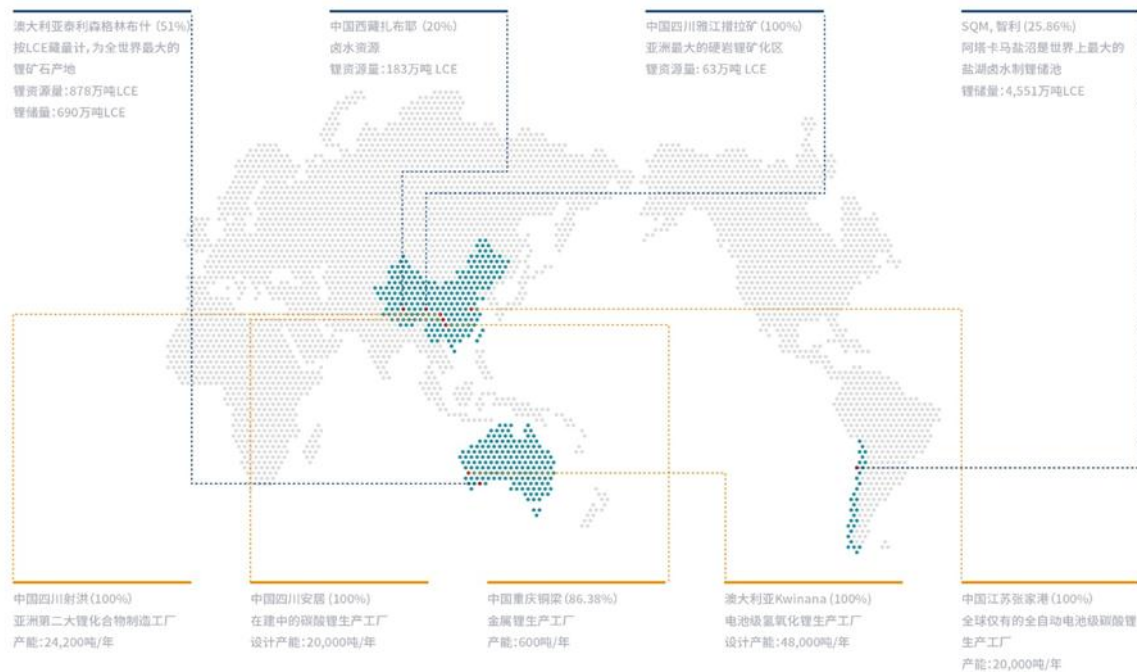 澳大利亚泰利森格林布什 (51%)
按LCE藏量计,为全世界最大的
锂矿石产地
锂资源量:878万吨LCE
锂储量:690万吨LCE
中国西藏扎布耶 (20%)
卤水资源
锂资源量:183万吨 LCE
中国四川雅江措拉矿 (100%)
亚洲最大的硬岩锂矿化区
锂资源量: 63万吨 LCE
SQM, 智利 (25.86%)
阿塔卡马盐沼是世界上最大的
盐湖卤水制锂储池
锂储量:4,551万吨LCE
中国四川射洪(100%)
亚洲第二大锂化合物制造工厂
产能:24,200吨/年
中国四川安居 (100%)
在建中的碳酸锂生产工厂
设计产能:20,000吨/年
中国重庆铜梁 (86.38%)
金属锂生产工厂
产能:600吨/年
澳大利亚Kwinana (100%)
电池级氢氧化锂生产工厂
设计产能:48,000吨/年
中国江苏张家港(100%)
全球仅有的全自动电池级碳酸锂
生产工厂
产能:20,000吨/年